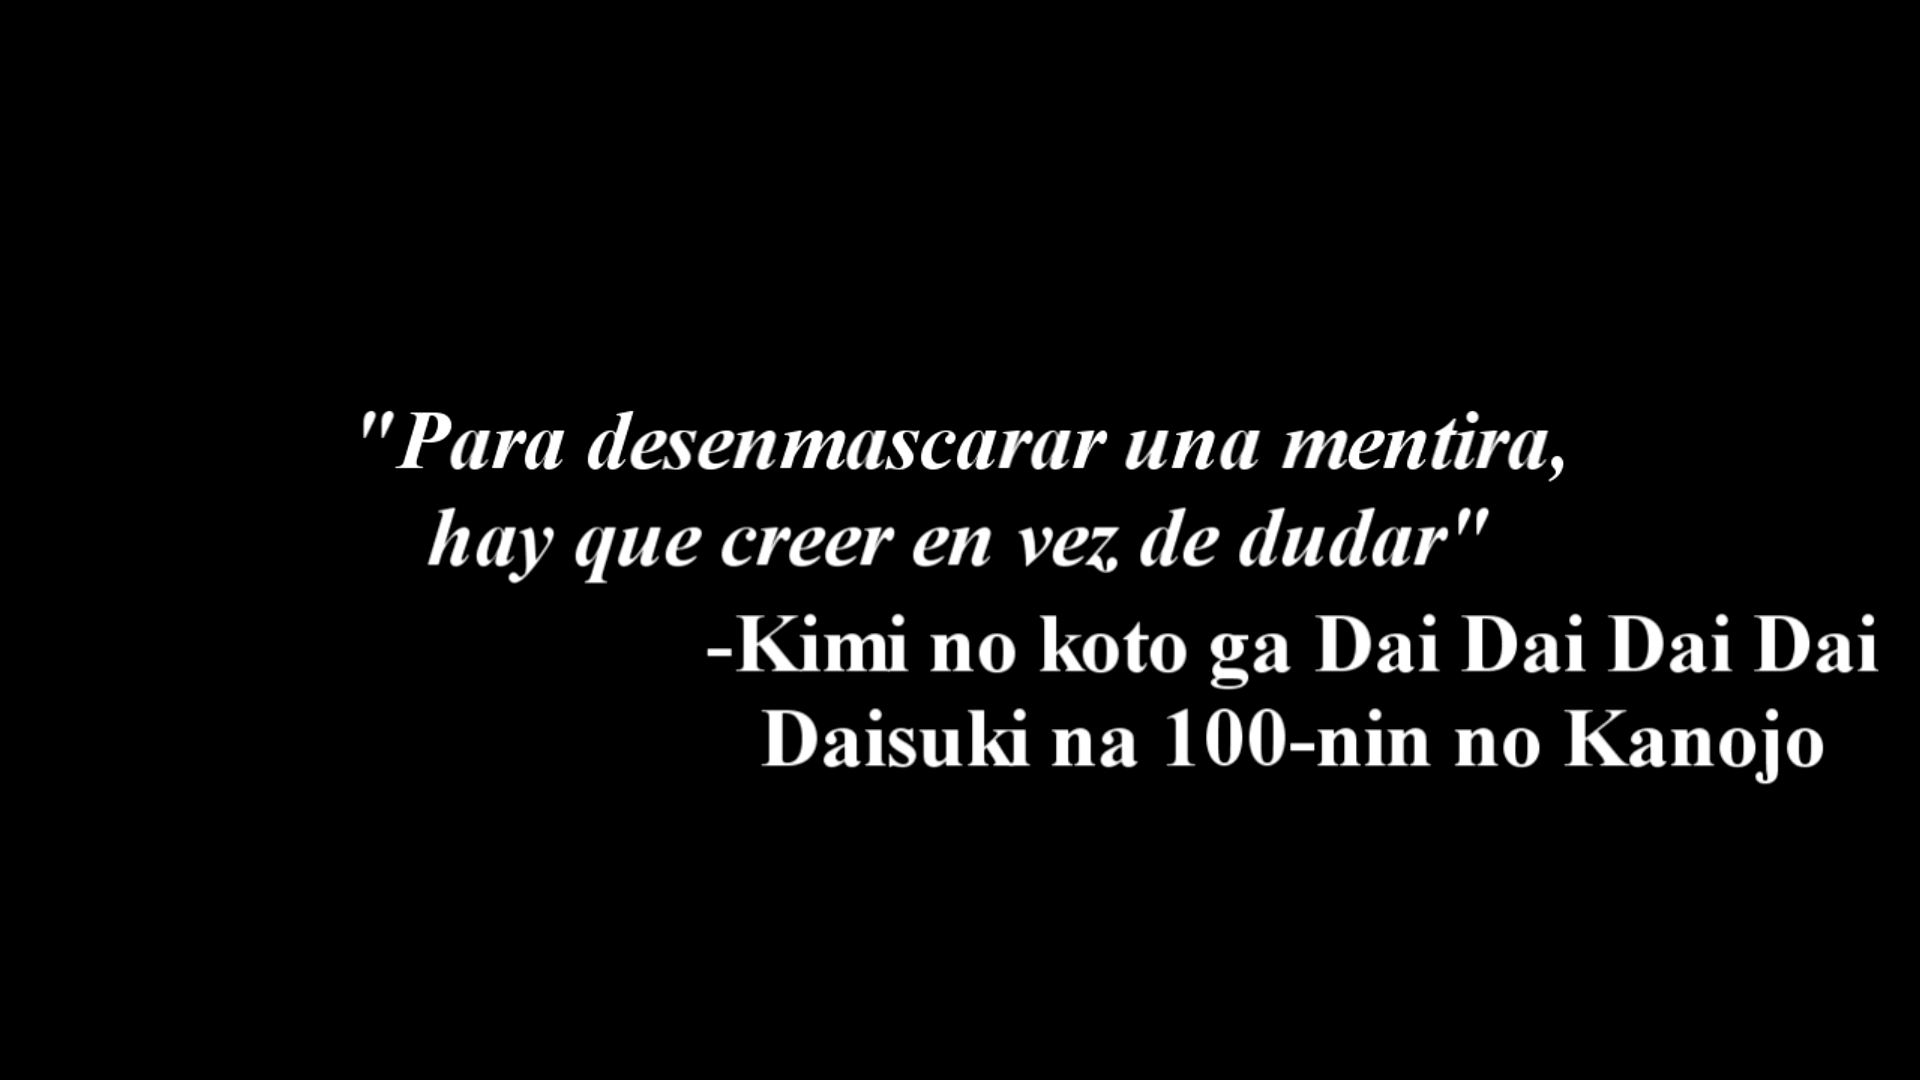 "Para desenmascarar una mentira,
hay que creer en vez de dudar"
-Kimi no koto ga Dai Dai Dai Dai
Daisuki na 100-nin no Kanojo